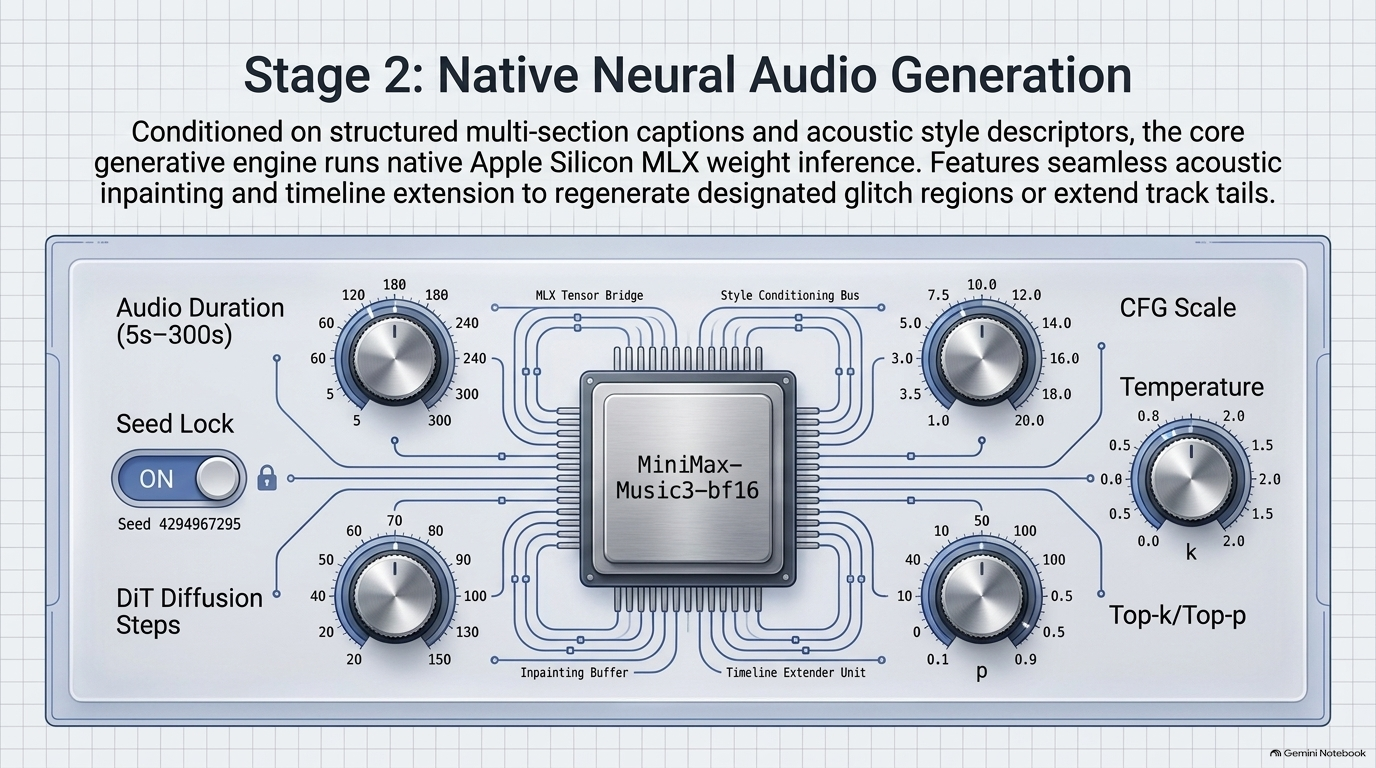 Stage 2: Native Neural Audio Generation
Conditioned on structured multi-section captions and acoustic style descriptors, the core
generative engine runs native Apple Silicon MLX weight inference. Features seamless acoustic
inpainting and timeline extension to regenerate designated glitch regions or extend track tails.
Audio Duration
(5s–300s)
5
5
60
60
120
180
180
240
240
300
300
MLX Tensor Bridge
Style Conditioning Bus
1.0
3.5
3.0
5.0
7.5
10.0
12.0
14.0
16.0
18.0
20.0
CFG Scale
Seed Lock
ON
Seed 4294967295
MiniMax-
Music3-bf16
Temperature
0.0
0.5
0.0
0.5
0.8
2.0
1.5
2.0
1.5
2.0
k
DiT Diffusion
Steps
20
20
40
50
60
70
80
90
100
130
150
Inpainting Buffer
Timeline Extender Unit
0.1
0
10
40
10
50
100
100
0.5
0.5
0.9
p
Top-k/Top-p
Gemini Notebook